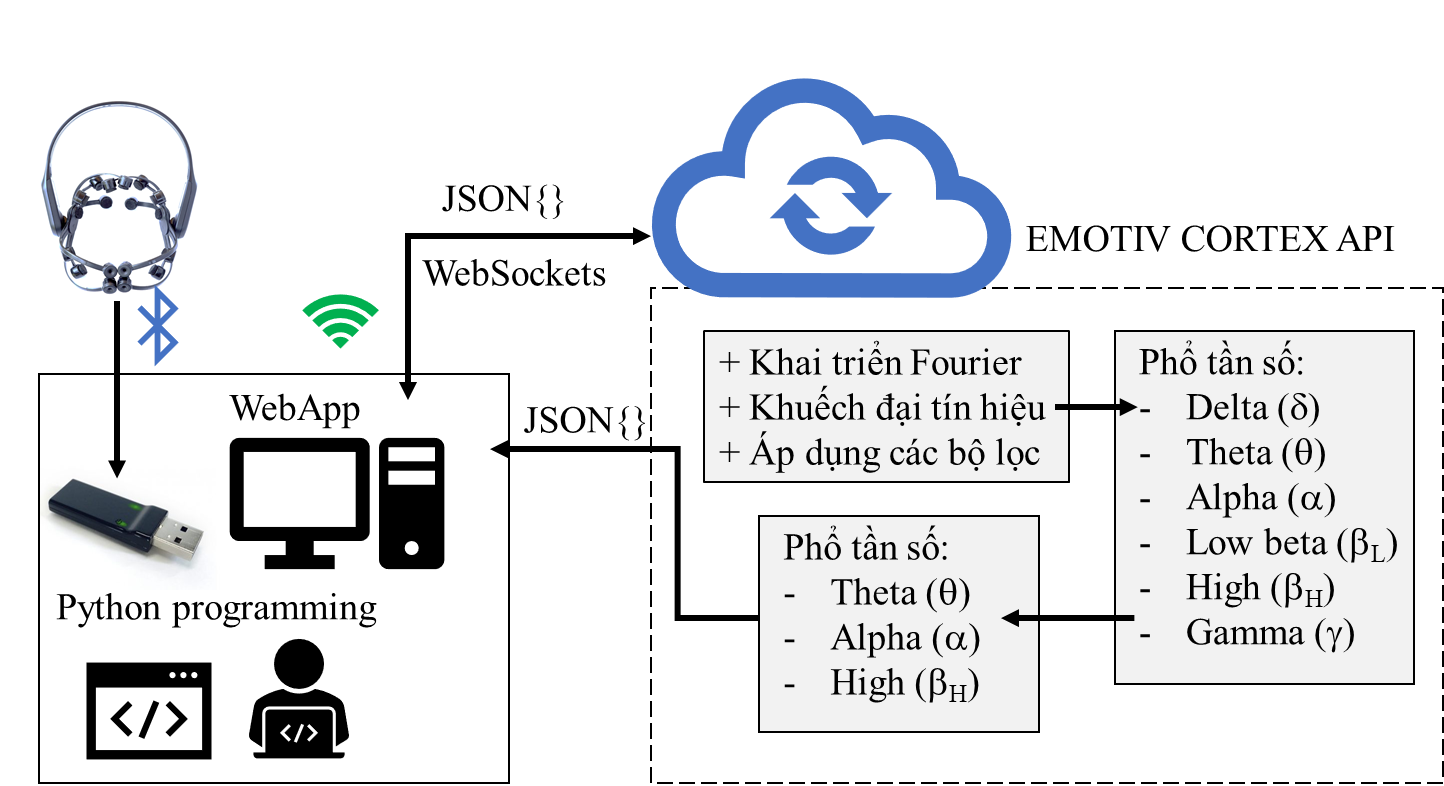 JSON{}
WebSockets
EMOTIV CORTEX API
WebApp
Python programming
</>
</>
JSON{}
+ Khai triển Fourier
+ Khuếch đại tín hiệu
+ Áp dụng các bộ lọc
Phổ tần số:
- Delta (δ)
- Theta (θ)
- Alpha (α)
- Low beta (βL)
- High (βH)
- Gamma (γ)
Phổ tần số:
- Theta (θ)
- Alpha (α)
- High (βH)